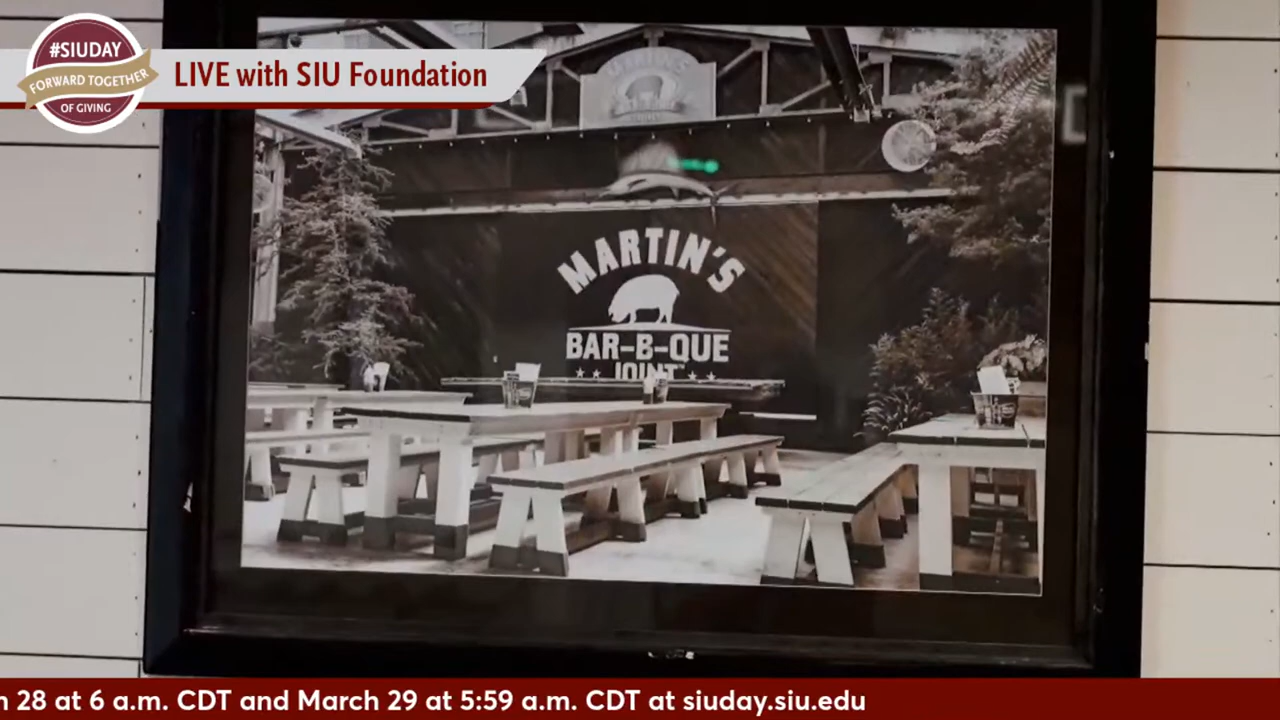 #SIUDAY
FORWARD TOGETHER
OF GIVING
LIVE with SIU Foundation
MARTIN'S
MARTIN'S
BAR-B-QUE
JOINT
28 at 6 a.m. CDT and March 29 at 5:59 a.m. CDT at siuday.siu.edu